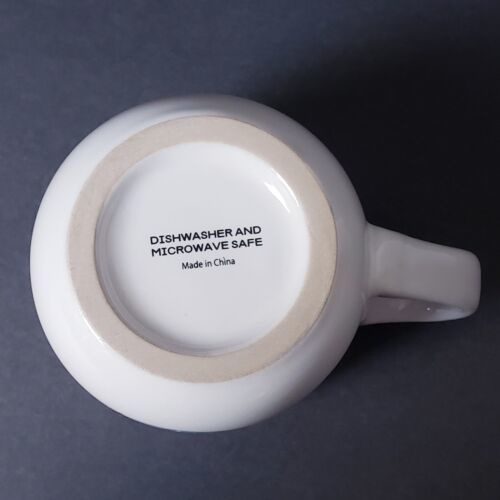 DISHWASHER AND
MICROWAVE SAFE
Made in China